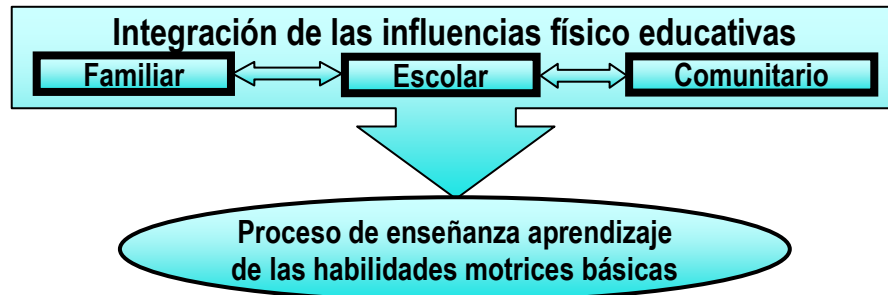 Integración de las influencias físico educativas
Familiar Escolar Comunitario
Proceso de enseñanza aprendizaje
de las habilidades motrices básicas